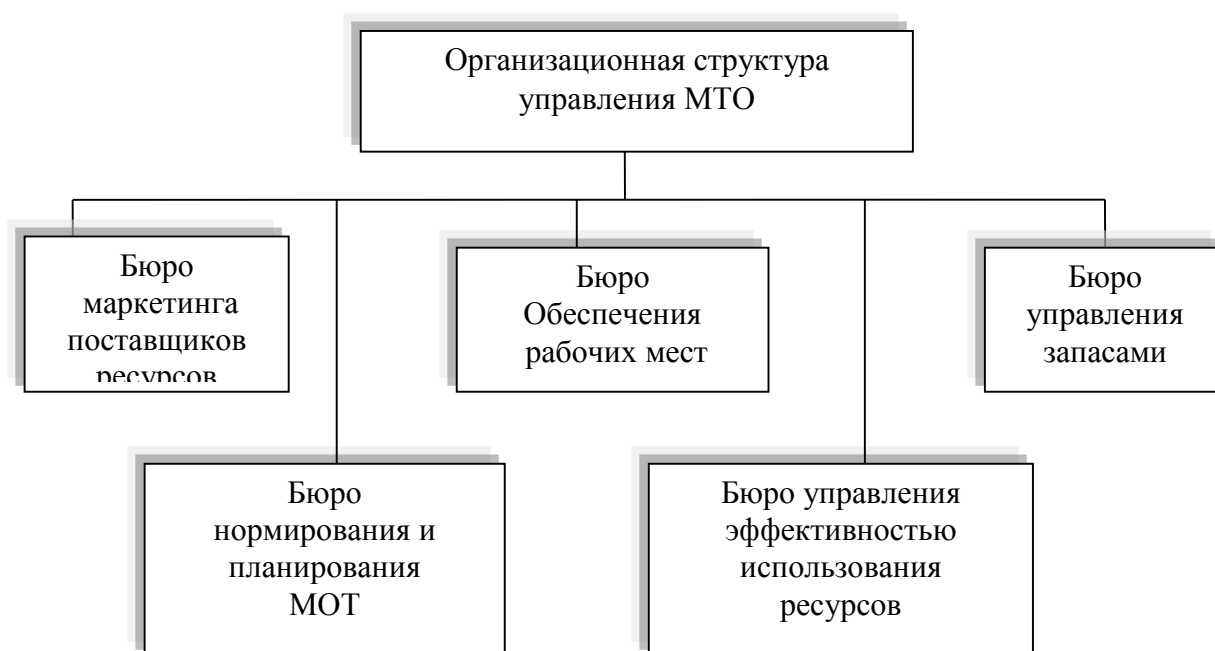 Организационная структура
управления МТО
Бюро
маркетинга
поставщиков
ресурсов
Бюро
Обеспечения
рабочих мест
Бюро
управления
запасами
Бюро
нормирования и
планирования
МОТ
Бюро управления
эффективностью
использования
ресурсов